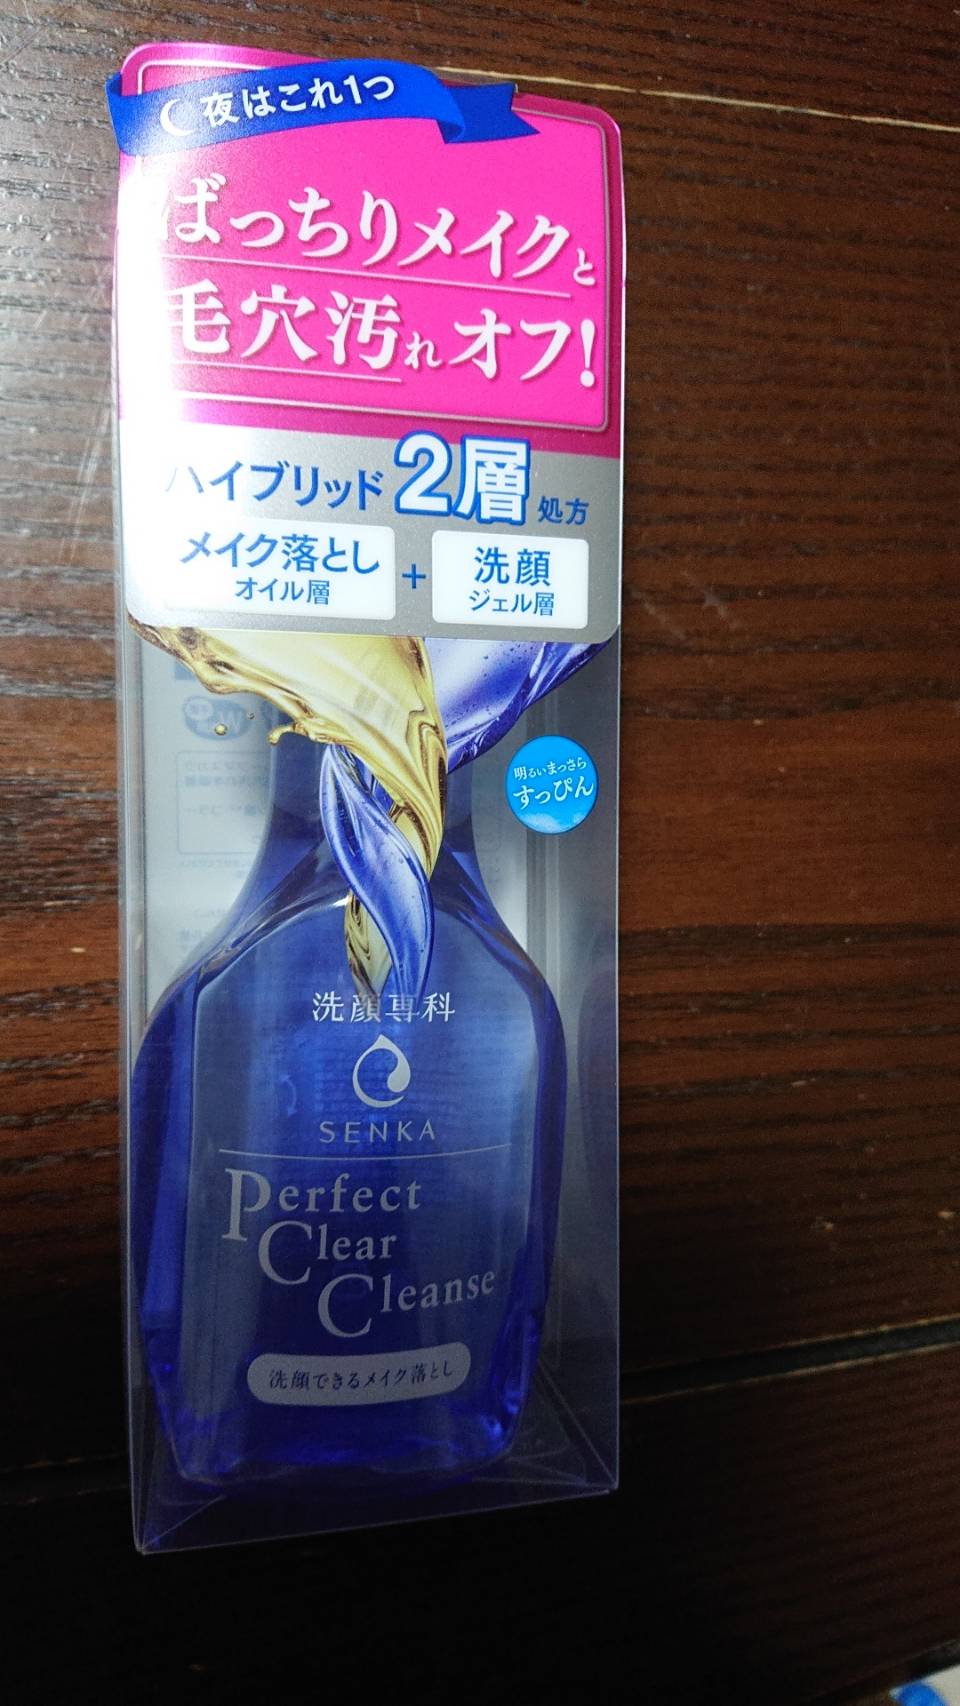 夜はこれ1つ
ばっちりメイクと
毛穴汚れオフ!
ハイブリッド2層処方
メイク落とし
オイル層
+
洗顔
ジェル層
明るいまっさら
すっぴん
洗顔専科
SENKA
Perfect
Clear
Cleanse
洗顔できるメイク落とし